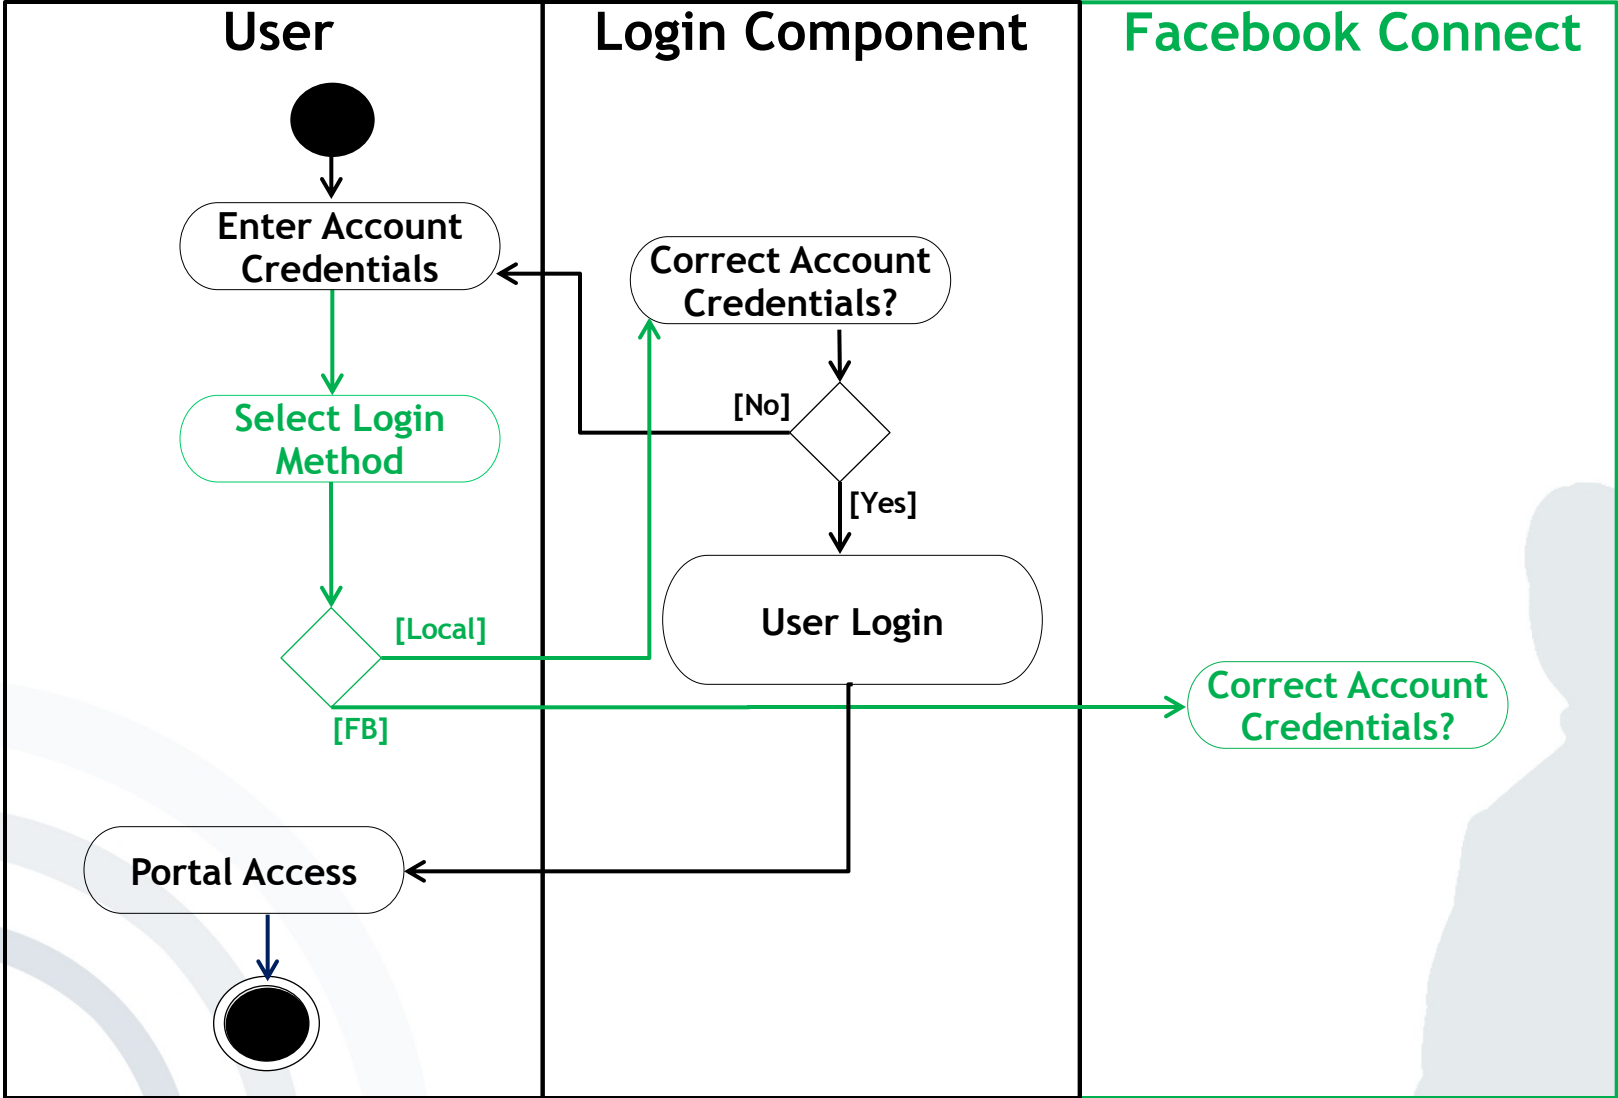 User
Login Component
Facebook Connect
Enter Account
Credentials
Correct Account
Credentials?
[No]
Select Login
Method
[Yes]
[Local]
User Login
[FB]
Correct Account
Credentials?
Portal Access